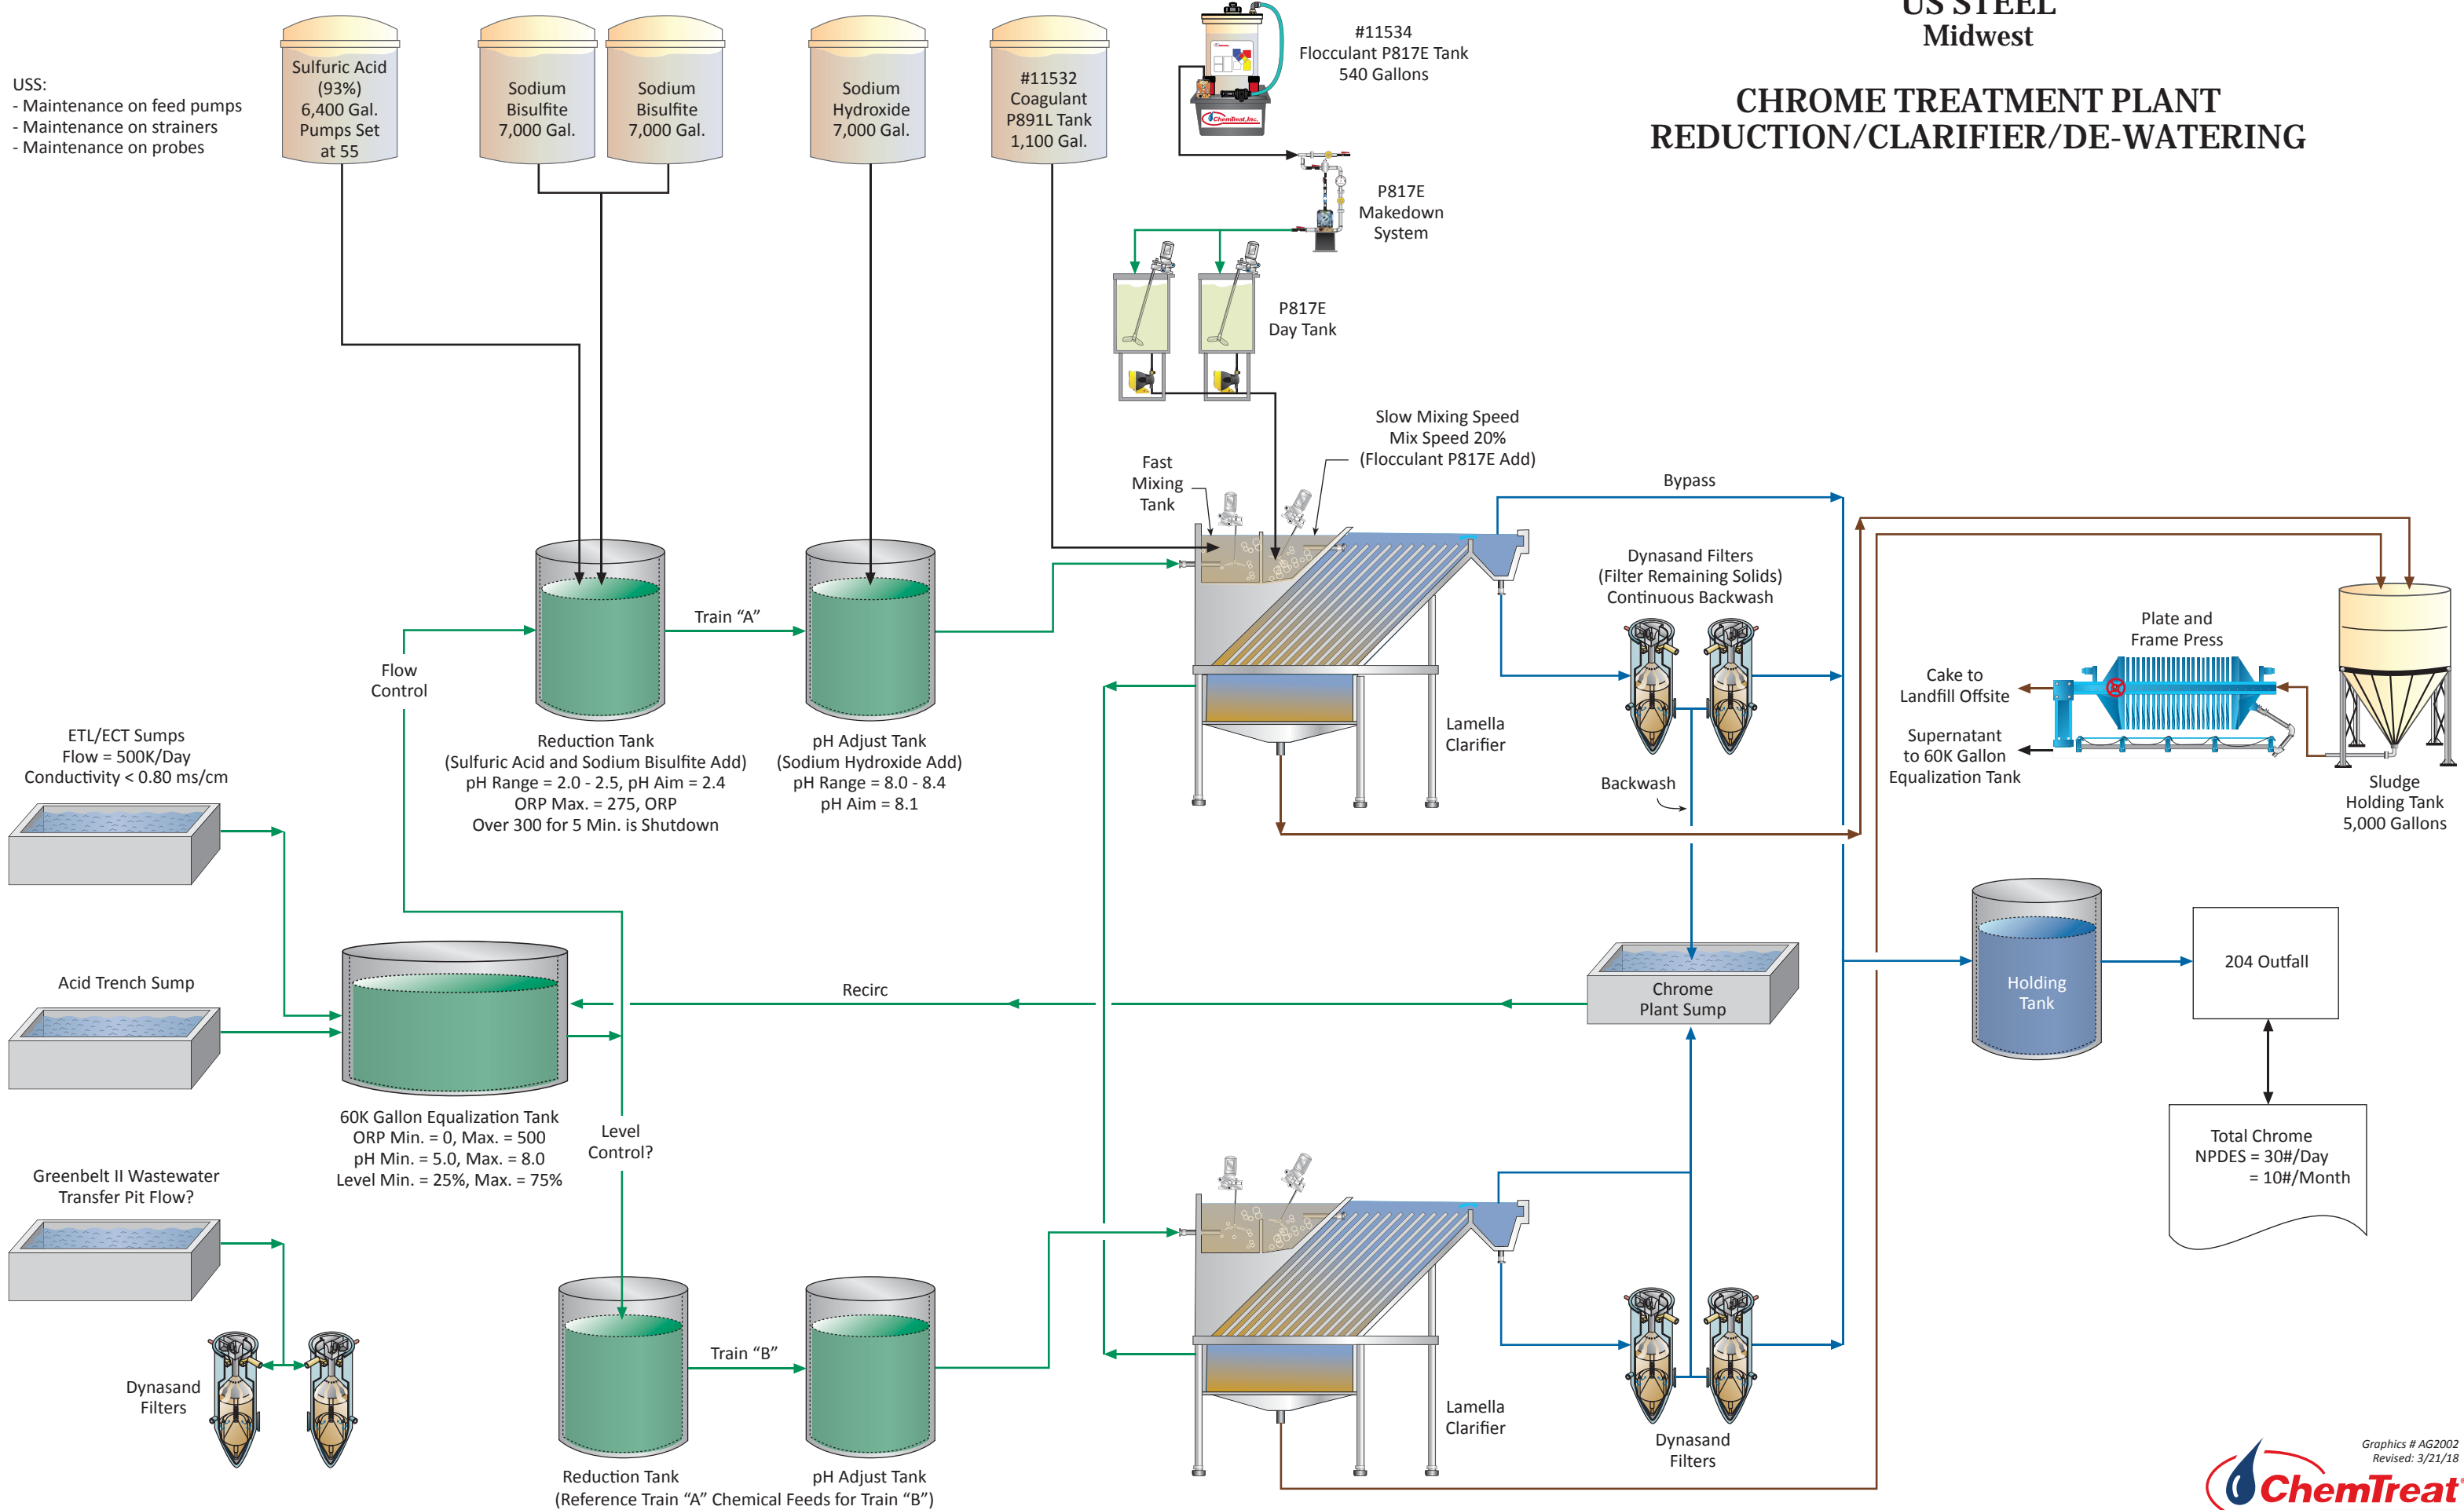 US STEEL
Midwest
CHROME TREATMENT PLANT
REDUCTION/CLARIFIER/DE-WATERING
USS:
- Maintenance on feed pumps
- Maintenance on strainers
- Maintenance on probes
Sulfuric Acid
(93%)
6,400 Gal.
Pumps Set
at 55
Sodium
Bisulfite
7,000 Gal.
Sodium
Bisulfite
7,000 Gal.
Sodium
Hydroxide
7,000 Gal.
#11532
Coagulant
P891L Tank
1,100 Gal.
ChemTreat, Inc.
#11534
Flocculant P817E Tank
540 Gallons
P817E
Makedown
System
P817E
Day Tank
Slow Mixing Speed
Mix Speed 20%
(Flocculant P817E Add)
Fast
Mixing
Tank
Bypass
Dynasand Filters
(Filter Remaining Solids)
Continuous Backwash
Train “A”
Flow
Control
Plate and
Frame Press
Cake to
Landfill Offsite
Supernatant
to 60K Gallon
Equalization Tank
Sludge
Holding Tank
5,000 Gallons
Lamella
Clarifier
Backwash
ETL/ECT Sumps
Flow = 500K/Day
Conductivity < 0.80 ms/cm
Reduction Tank
(Sulfuric Acid and Sodium Bisulfite Add)
pH Range = 2.0 - 2.5, pH Aim = 2.4
ORP Max. = 275, ORP
Over 300 for 5 Min. is Shutdown
pH Adjust Tank
(Sodium Hydroxide Add)
pH Range = 8.0 - 8.4
pH Aim = 8.1
Acid Trench Sump
Recirc
Chrome
Plant Sump
Holding
Tank
204 Outfall
60K Gallon Equalization Tank
ORP Min. = 0, Max. = 500
pH Min. = 5.0, Max. = 8.0
Level Min. = 25%, Max. = 75%
Level
Control?
Total Chrome
NPDES = 30#/Day
= 10#/Month
Greenbelt II Wastewater
Transfer Pit Flow?
Dynasand
Filters
Train “B”
Lamella
Clarifier
Dynasand
Filters
Reduction Tank
pH Adjust Tank
(Reference Train “A” Chemical Feeds for Train “B”)
Graphics # AG2002
Revised: 3/21/18
ChemTreat®